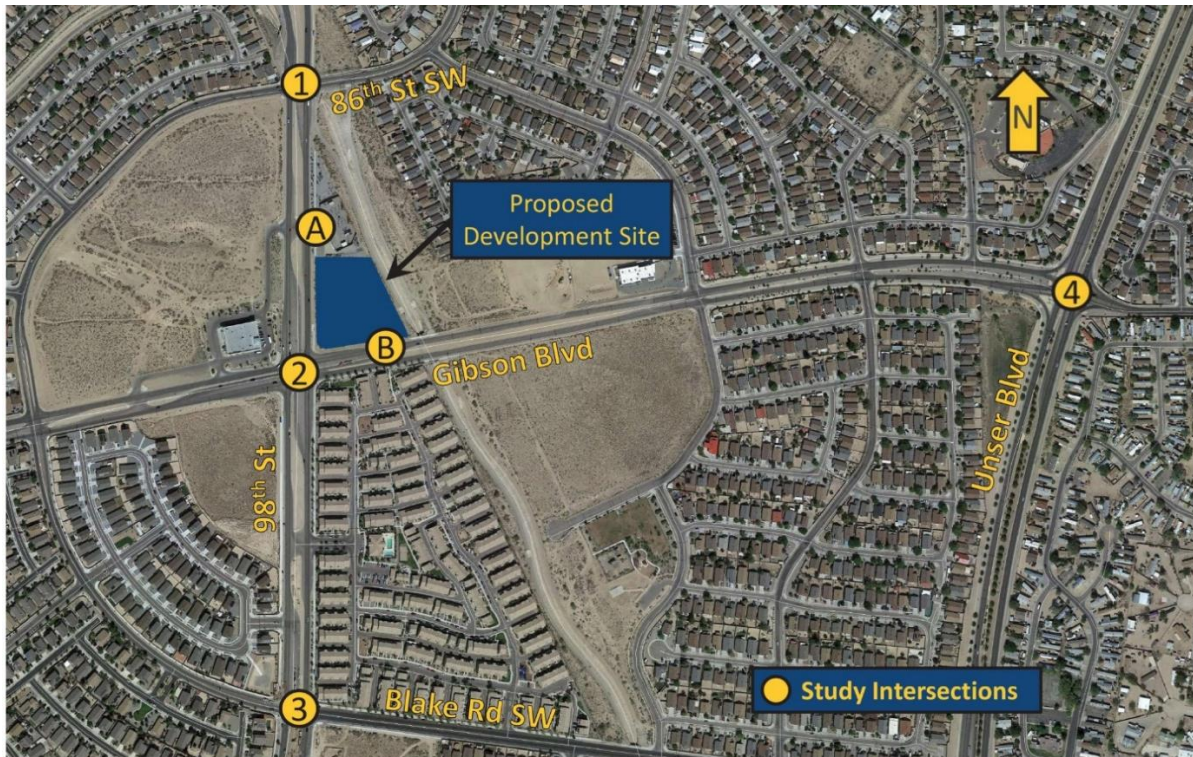 1
86th St SW
N
Proposed
Development Site
A
4
B
Gibson Blvd
2
98th St
Unser Blvd
Study Intersections
3
Blake Rd SW